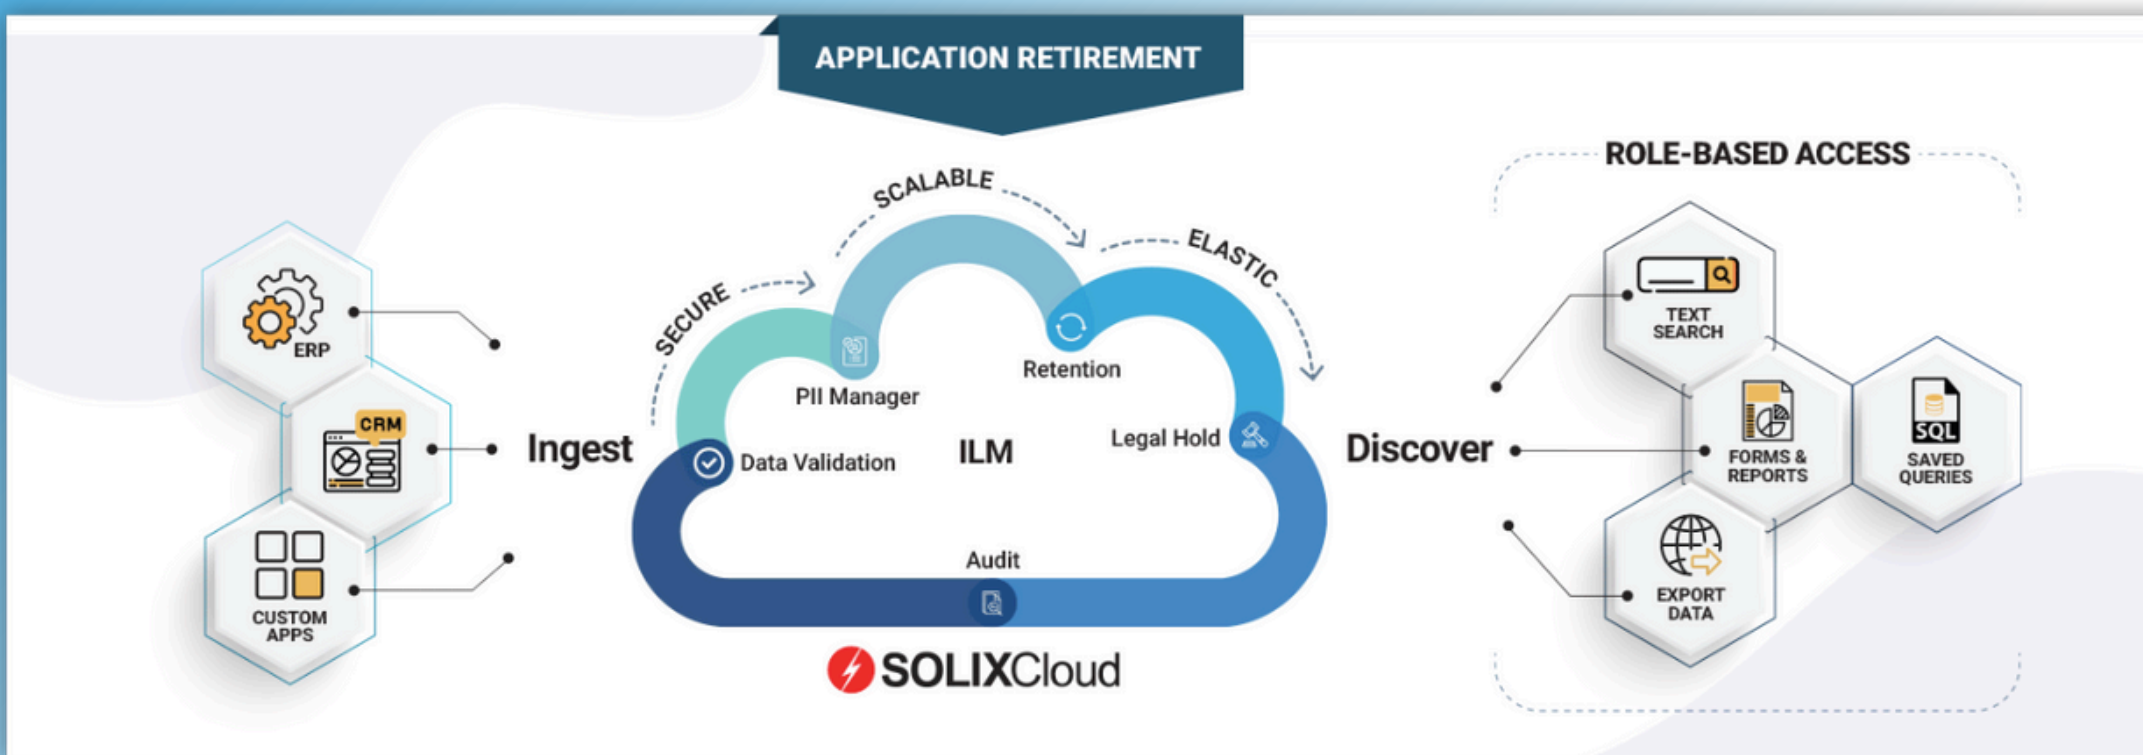 APPLICATION RETIREMENT
ROLE-BASED ACCESS
SCALABLE
SECURE
ELASTIC
ERP
CRM
CUSTOM
APPS
Ingest
PII Manager
Retention
Data Validation
ILM
Legal Hold
Audit
SOLIXCloud
Discover
TEXT
SEARCH
FORMS &
REPORTS
SQL
SAVED
QUERIES
EXPORT
DATA